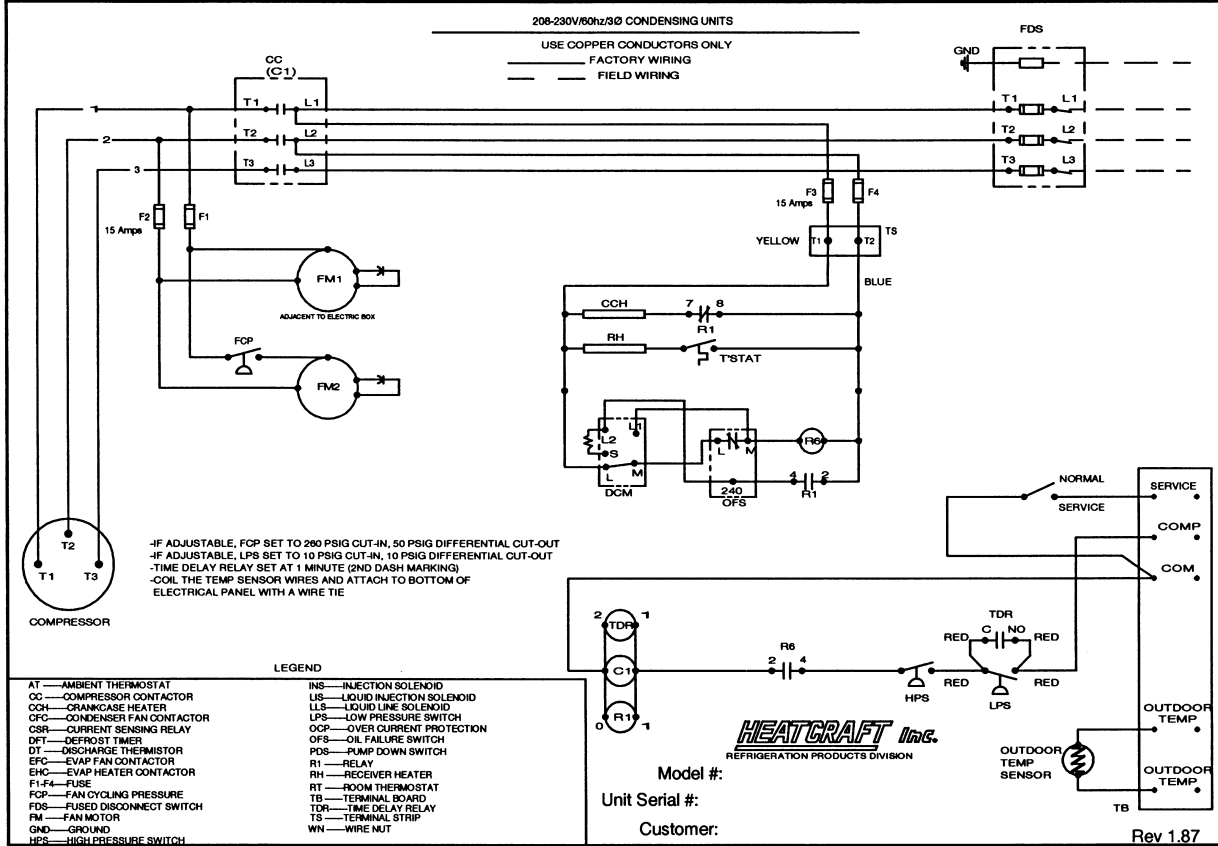 208-230V/60hz/3Ø CONDENSING UNITS
USE COPPER CONDUCTORS ONLY
FACTORY WIRING
FIELD WIRING
FDS
GND
CC
(C1)
T1
L1
T2
L2
T3
L3
T1
L1
T2
L2
T3
L3
1
2
3
F2
F1
15 Amps
F3
F4
15 Amps
TS
YELLOW
T1
T2
BLUE
FM1
ADJACENT TO ELECTRIC BOX
FCP
FM2
CCH
7
8
R1
RH
T'STAT
L2
L1
S
L
M
DCM
L
M
R6
240
OFS
4
2
R1
NORMAL
SERVICE
SERVICE
COMP
COM
T2
T1
T3
COMPRESSOR
-IF ADJUSTABLE, FCP SET TO 260 PSIG CUT-IN, 50 PSIG DIFFERENTIAL CUT-OUT
-IF ADJUSTABLE, LPS SET TO 10 PSIG CUT-IN, 10 PSIG DIFFERENTIAL CUT-OUT
-TIME DELAY RELAY SET AT 1 MINUTE (2ND DASH MARKING)
-COIL THE TEMP SENSOR WIRES AND ATTACH TO BOTTOM OF
ELECTRICAL PANEL WITH A WIRE TIE
2
TDR
1
C1
0
R1
1
R6
2
4
HPS
TDR
RED
C
NO
RED
RED
RED
LPS
OUTDOOR
TEMP
OUTDOOR
TEMP
SENSOR
OUTDOOR
TEMP
TB
LEGEND
AT AMBIENT THERMOSTAT
CC COMPRESSOR CONTACTOR
CCH CRANKCASE HEATER
CFC CONDENSER FAN CONTACTOR
CSR CURRENT SENSING RELAY
DFT DEFROST TIMER
DT DISCHARGE THERMISTOR
EFC EVAP FAN CONTACTOR
EHC EVAP HEATER CONTACTOR
F1-F4 FUSE
FCP FAN CYCLING PRESSURE
FDS FUSED DISCONNECT SWITCH
FM FAN MOTOR
GND GROUND
HPS HIGH PRESSURE SWITCH
INS INJECTION SOLENOID
LIS LIQUID INJECTION SOLENOID
LLS LIQUID LINE SOLENOID
LPS LOW PRESSURE SWITCH
OCP OVER CURRENT PROTECTION
OFS OIL FAILURE SWITCH
PDS PUMP DOWN SWITCH
R1 RELAY
RH RECEIVER HEATER
RT ROOM THERMOSTAT
TB TERMINAL BOARD
TDR TIME DELAY RELAY
TS TERMINAL STRIP
WN WIRE NUT
HEATCRAFT Inc.
REFRIGERATION PRODUCTS DIVISION
Model #:
Unit Serial #:
Customer:
Rev 1.87